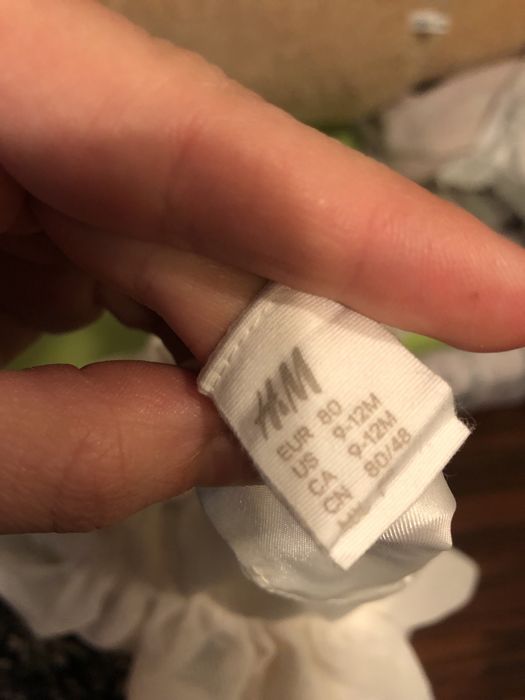 H&M
EUR 80
US 9-12M
CA 9-12M
CN 80/48